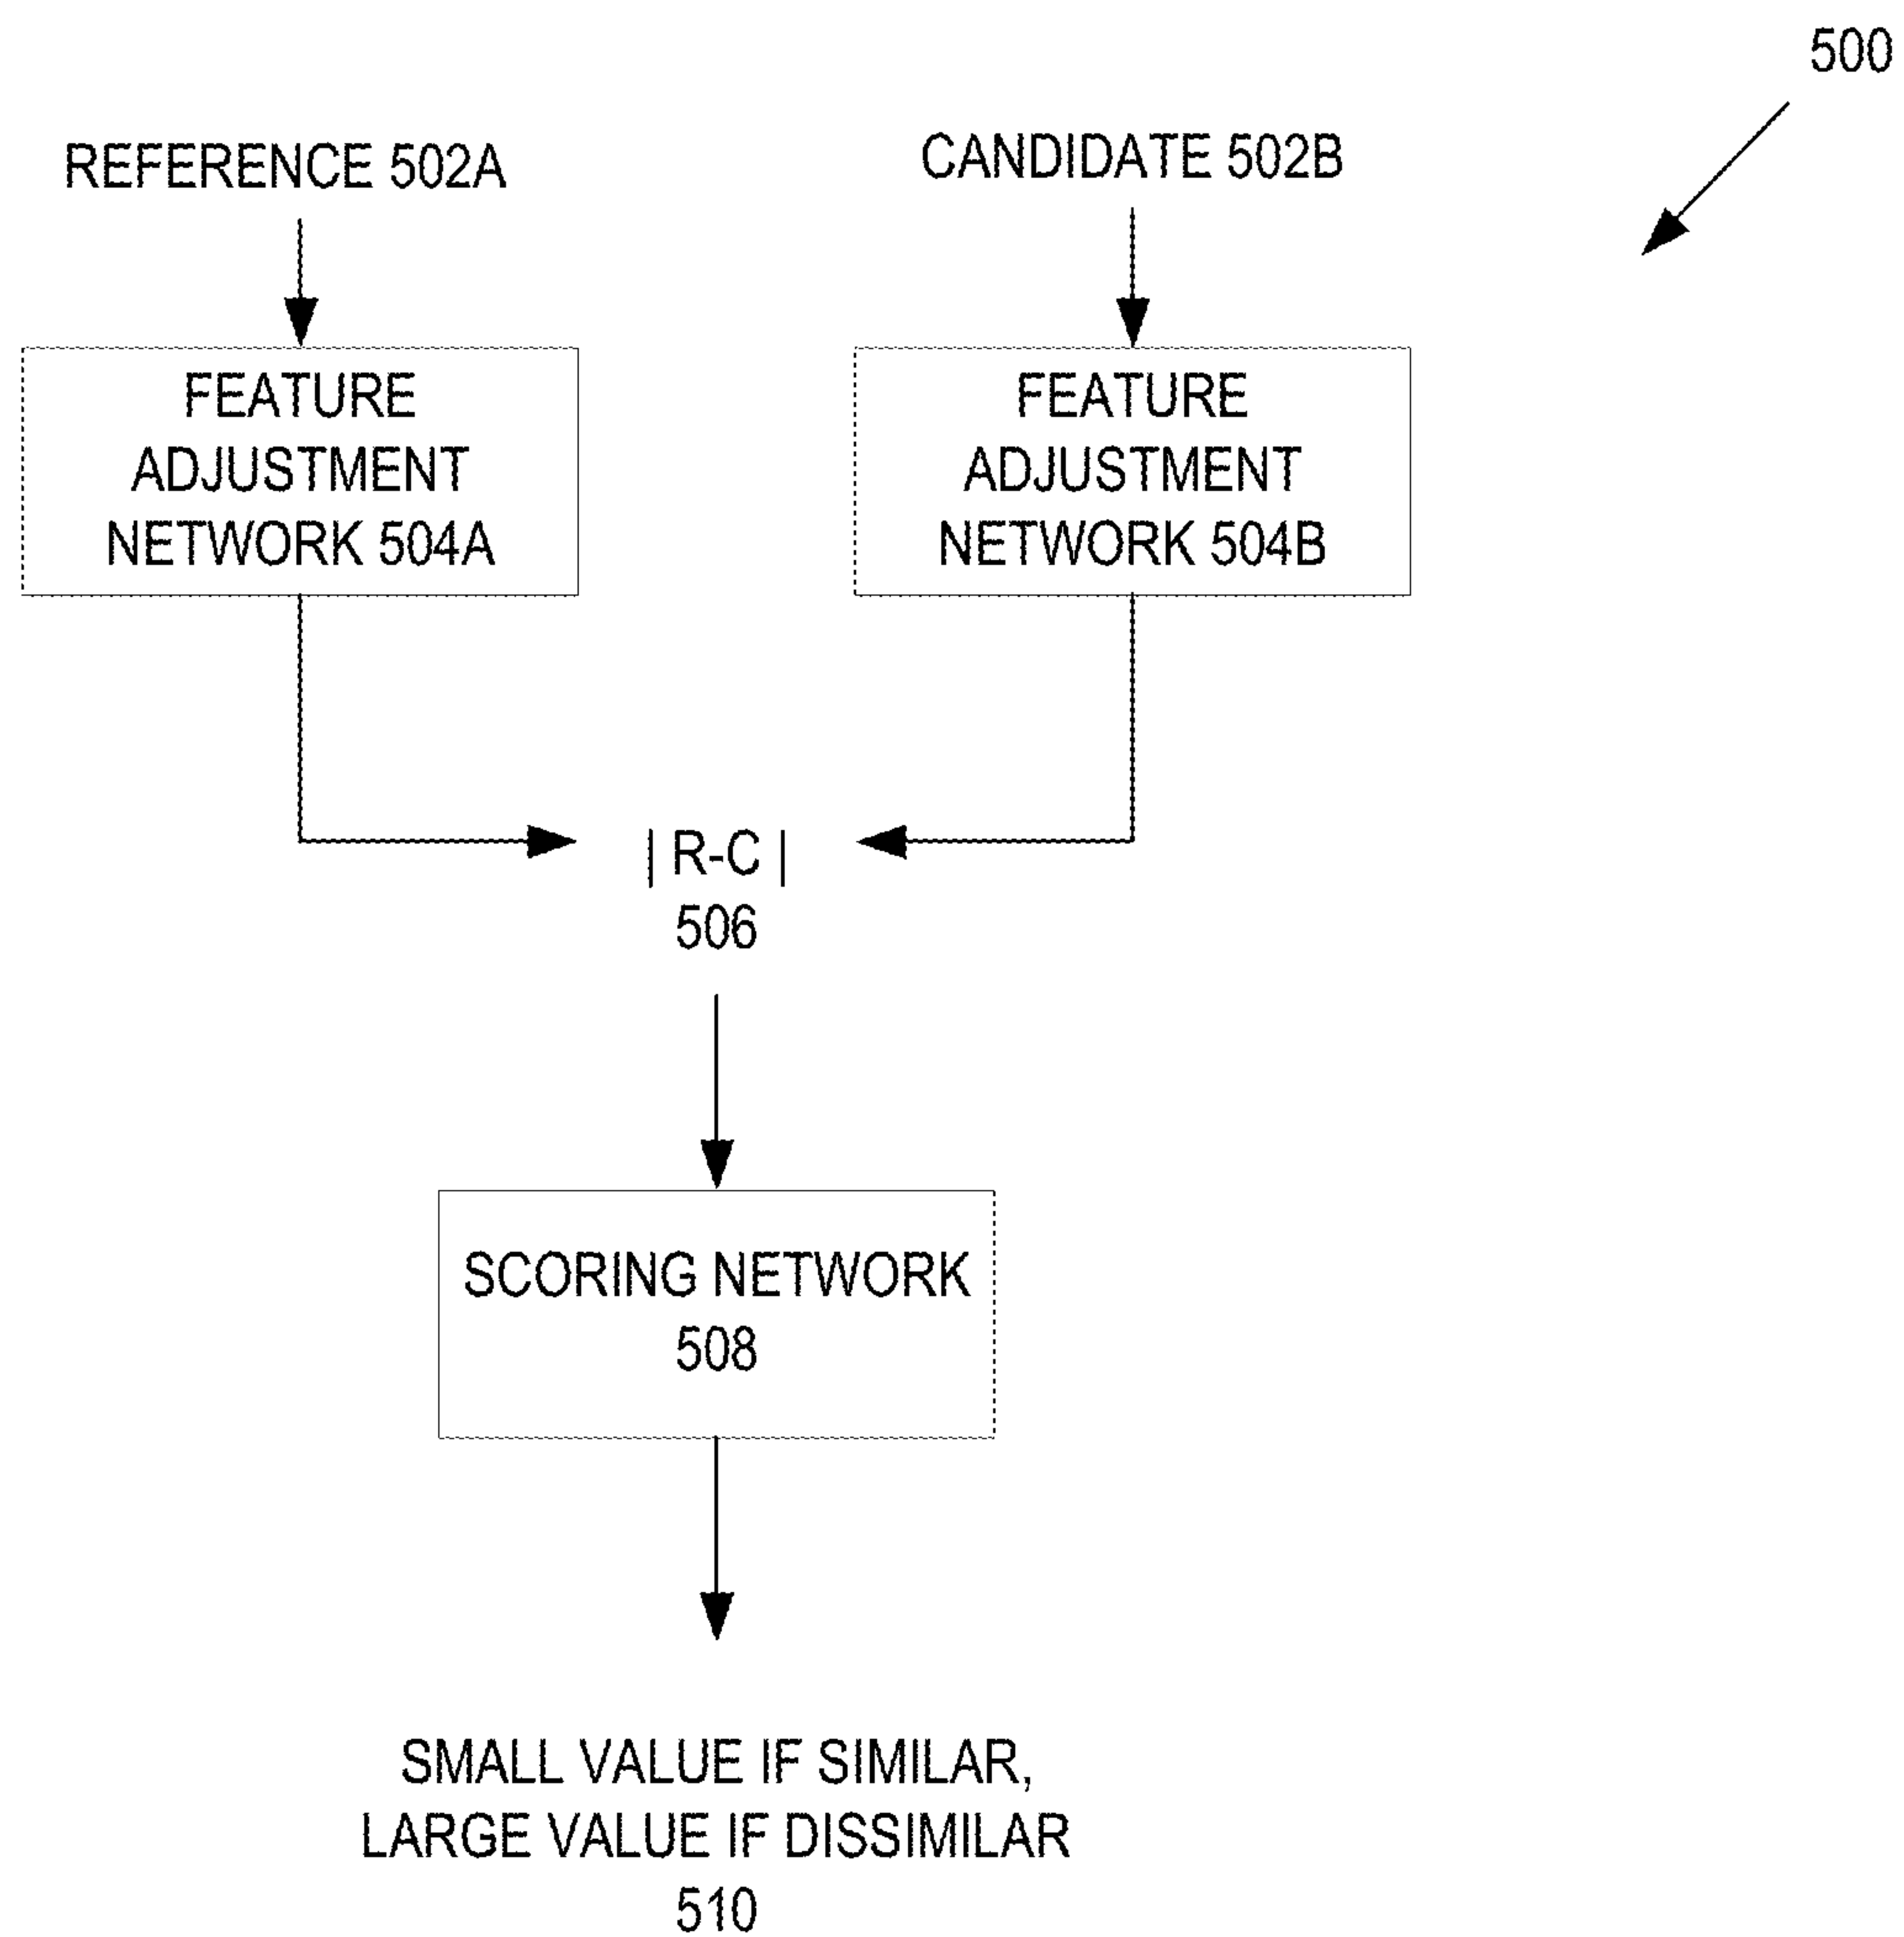 500
REFERENCE 502A
CANDIDATE 502B
FEATURE
ADJUSTMENT
NETWORK 504A
FEATURE
ADJUSTMENT
NETWORK 504B
| R-C |
506
SCORING NETWORK
508
SMALL VALUE IF SIMILAR,
LARGE VALUE IF DISSIMILAR
510